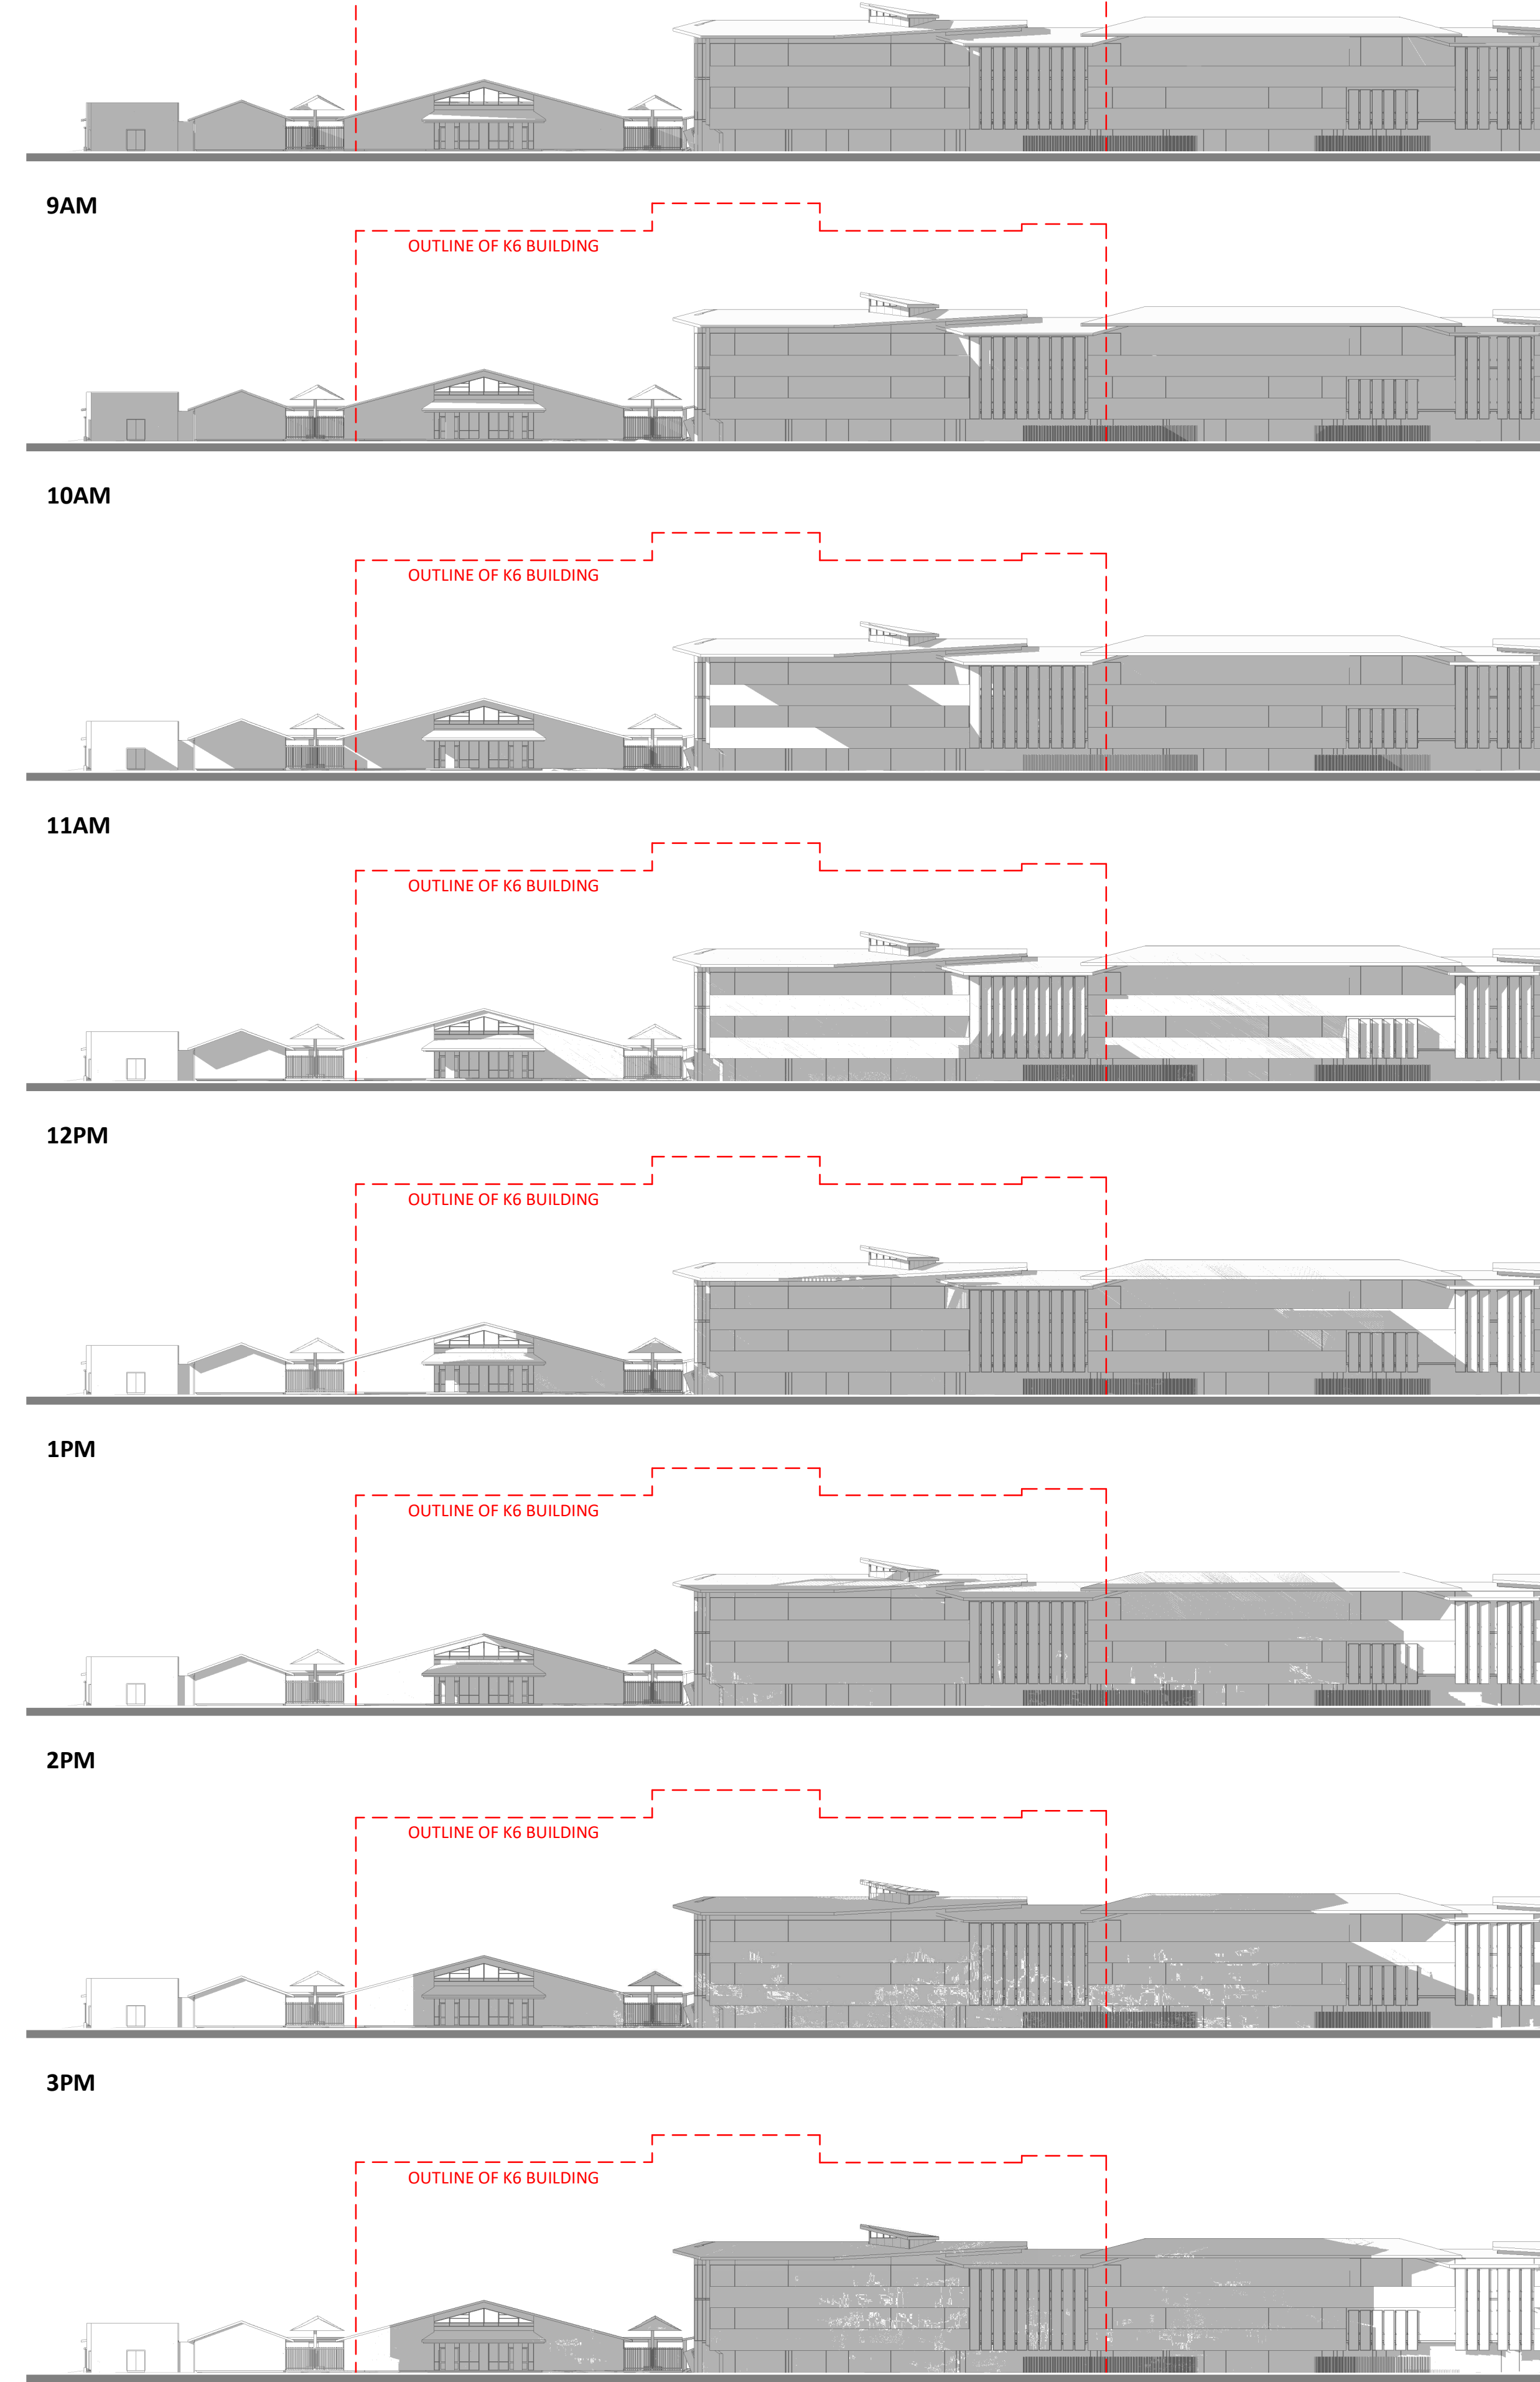 9AM
OUTLINE OF K6 BUILDING
10AM
OUTLINE OF K6 BUILDING
11AM
OUTLINE OF K6 BUILDING
12PM
OUTLINE OF K6 BUILDING
1PM
OUTLINE OF K6 BUILDING
2PM
OUTLINE OF K6 BUILDING
3PM
OUTLINE OF K6 BUILDING